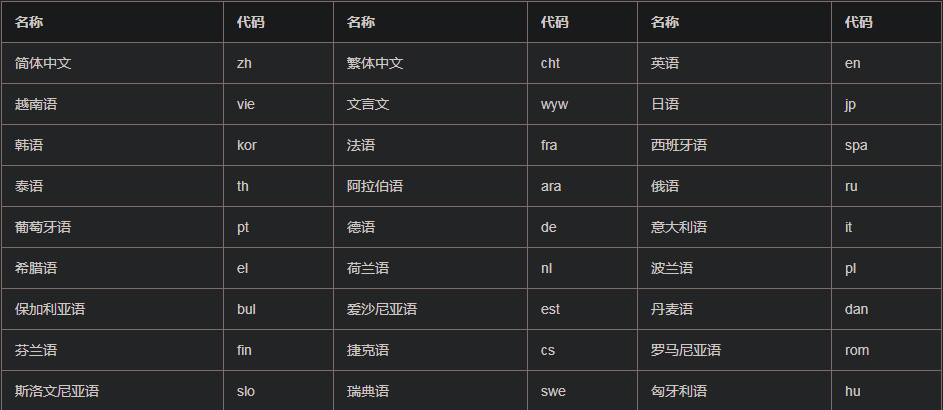 名称 代码 名称 代码 名称 代码
简体中文 zh 繁体中文 cht 英语 en
越南语 vie 文言文 wyw 日语 jp
韩语 kor 法语 fra 西班牙语 spa
泰语 th 阿拉伯语 ara 俄语 ru
葡萄牙语 pt 德语 de 意大利语 it
希腊语 el 荷兰语 nl 波兰语 pl
保加利亚语 bul 爱沙尼亚语 est 丹麦语 dan
芬兰语 fin 捷克语 cs 罗马尼亚语 rom
斯洛文尼亚语 slo 瑞典语 swe 匈牙利语 hu